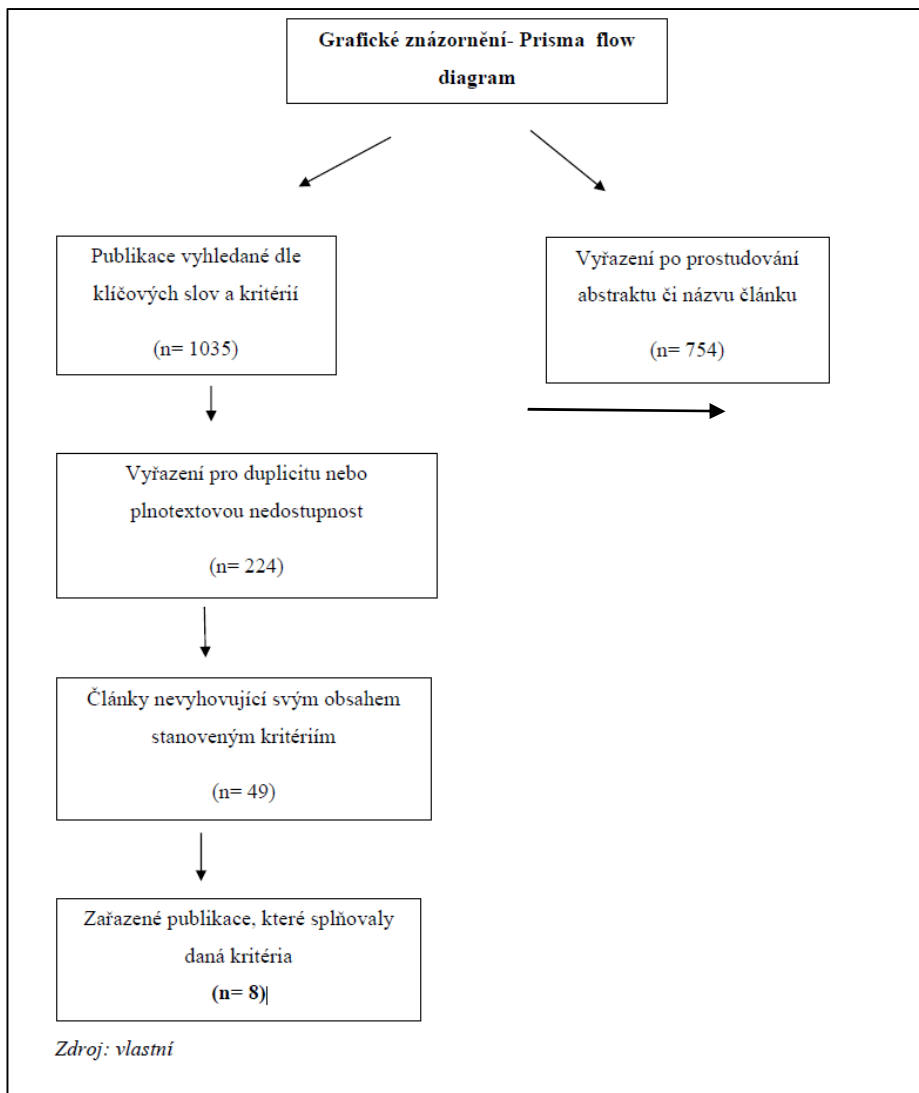 Grafické znázornění- Prisma flow
diagram
Publikace vyhledané dle
klíčových slov a kritérií
(n= 1035)
Vyřazení po prostudování
abstraktu či názvu článku
(n= 754)
Vyřazení pro duplicitu nebo
plnotextovou nedostupnost
(n= 224)
Články nevyhovující svým obsahem
stanoveným kritériím
(n= 49)
Zařazené publikace, které splňovaly
daná kritéria
(n= 8)
Zdroj: vlastní